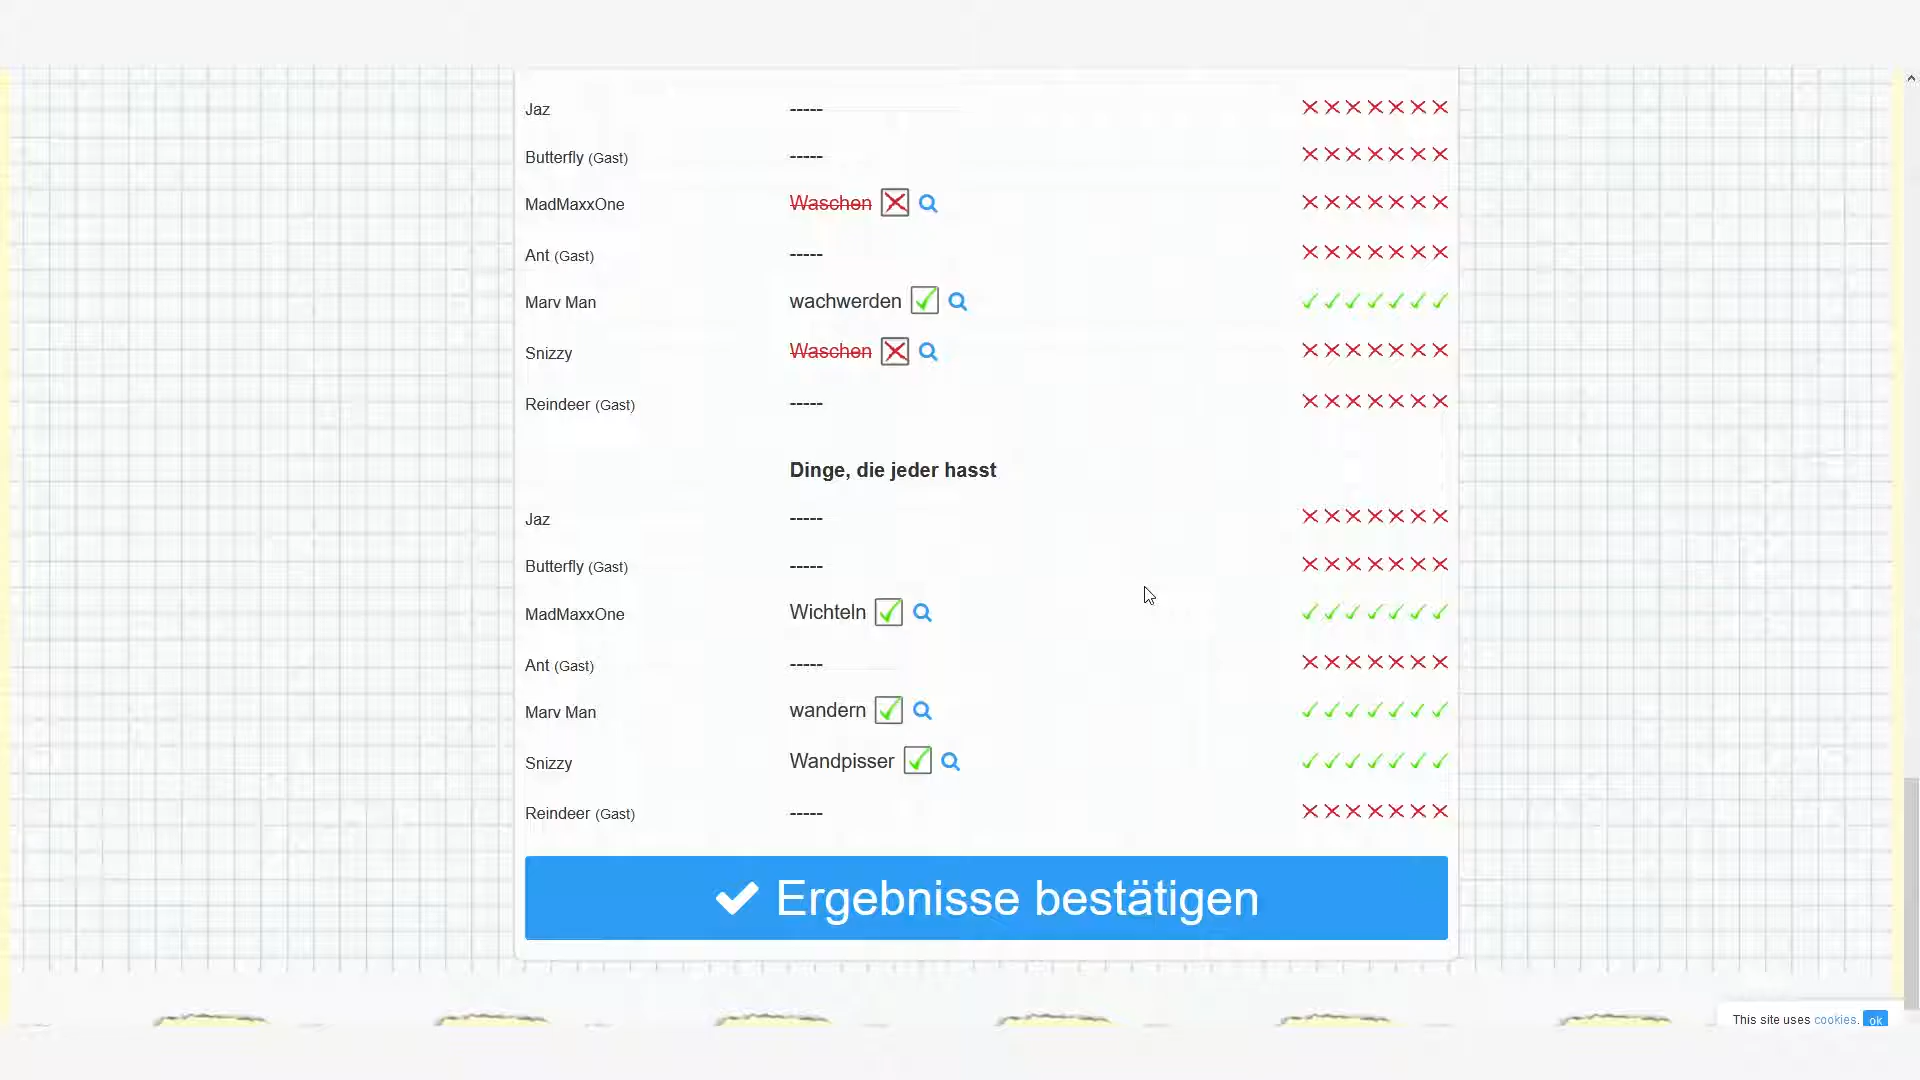 Jaz -----
Butterfly (Gast) -----
MadMaxxOne Waschen
Ant (Gast) -----
Marv Man wachwerden
Snizzy Waschen
Reindeer (Gast) -----
Dinge, die jeder hasst
Jaz -----
Butterfly (Gast) -----
MadMaxxOne Wichteln
Ant (Gast) -----
Marv Man wandern
Snizzy Wandpisser
Reindeer (Gast) -----
Ergebnisse bestätigen
This site uses cookies. ok